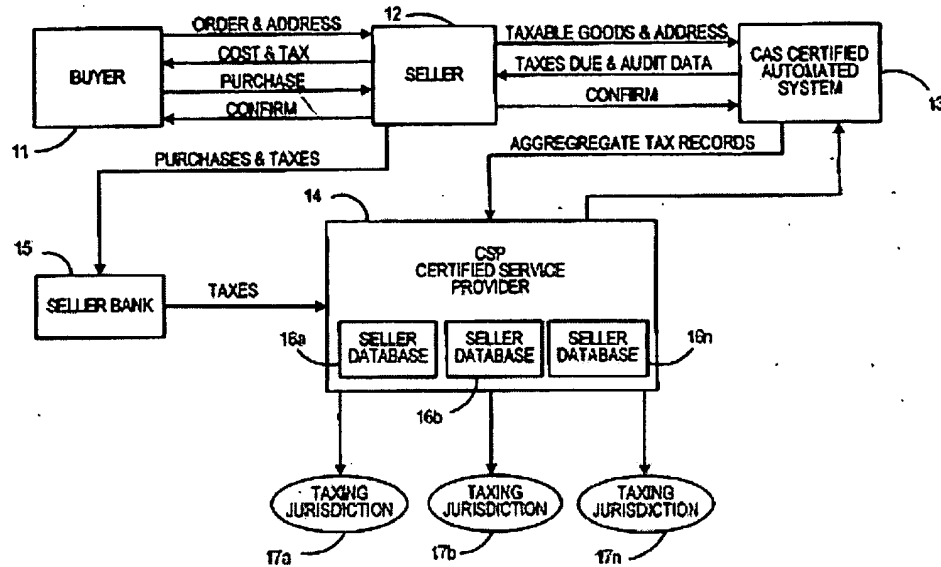 12
ORDER & ADDRESS
TAXABLE GOODS & ADDRESS
BUYER
COST & TAX
SELLER
TAXES DUE & AUDIT DATA
CAS CERTIFIED
AUTOMATED
SYSTEM
PURCHASE
CONFIRM
CONFIRM
13
11
PURCHASES & TAXES
AGGREGREGATE TAX RECORDS
14
15
CSP
CERTIFIED SERVICE
PROVIDER
SELLER BANK
TAXES
16a
SELLER
DATABASE
SELLER
DATABASE
SELLER
DATABASE
16n
16b
TAXING
JURISDICTION
TAXING
JURISDICTION
TAXING
JURISDICTION
17a
17b
17n